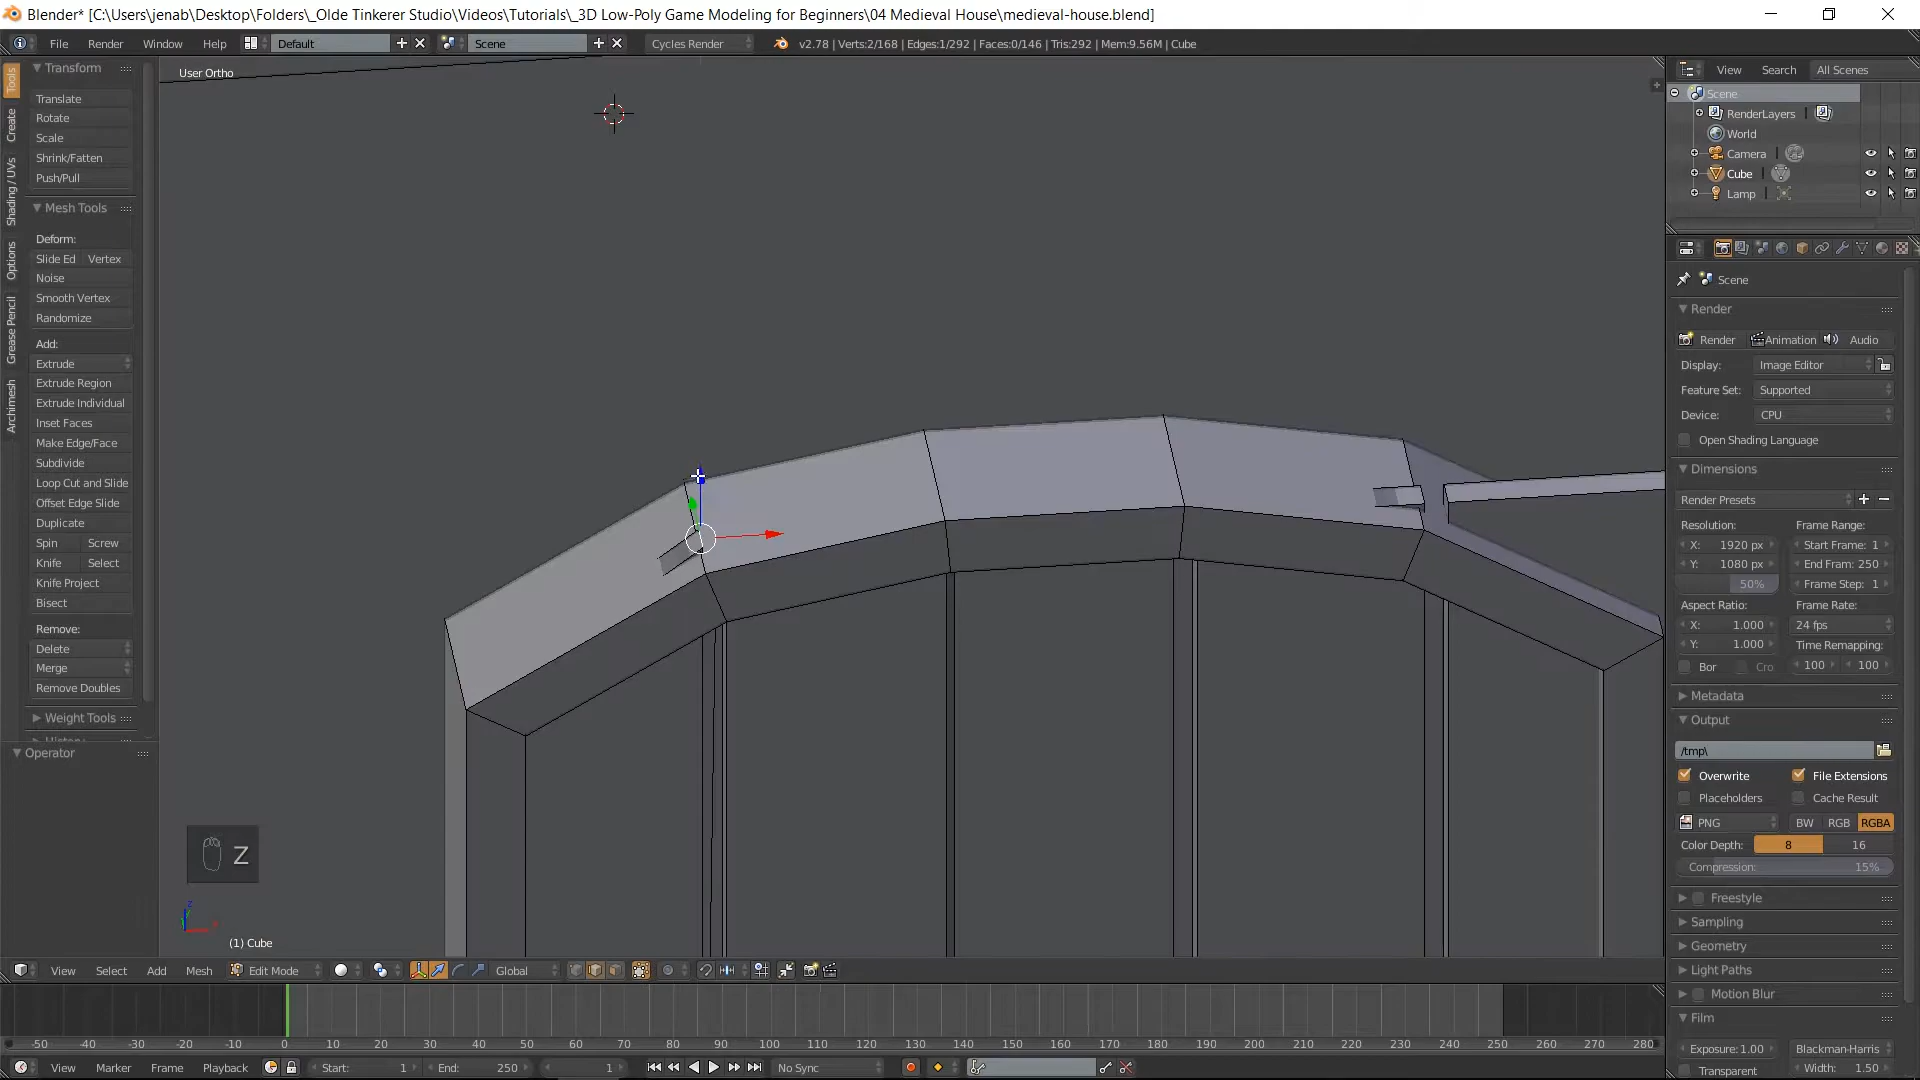 Blender* [C:\Users\jenab\Desktop\Folders\_Olde Tinkerer Studio\Videos\Tutorials\_3D Low-Poly Game Modeling for Beginners\04 Medieval House\medieval-house.blend]
File Render Window Help Default Scene Cycles Render v2.78 | Verts:2/168 | Edges:1/292 | Faces:0/146 | Tris:292 | Mem:9.56M | Cube
Tools
Create
Shading / UVs
Options
Grease Pencil
Archimesh
Transform
Translate
Rotate
Scale
Shrink/Fatten
Push/Pull
Mesh Tools
Deform:
Slide Ed Vertex
Noise
Smooth Vertex
Randomize
Add:
Extrude
Extrude Region
Extrude Individual
Inset Faces
Make Edge/Face
Subdivide
Loop Cut and Slide
Offset Edge Slide
Duplicate
Spin Screw
Knife Select
Knife Project
Bisect
Remove:
Delete
Merge
Remove Doubles
Weight Tools
Operator
User Ortho
Z
(1) Cube
View Select Add Mesh Edit Mode Global
-50 -40 -30 -20 -10 0 10 20 30 40 50 60 70 80 90 100 110 120 130 140 150 160 170 180 190 200 210 220 230 240 250 260 270 280
View Marker Frame Playback Start: 1 End: 250 1 No Sync
View Search All Scenes
Scene
RenderLayers
World
Camera
Cube
Lamp
Scene
Render
Render Animation Audio
Display: Image Editor
Feature Set: Supported
Device: CPU
Open Shading Language
Dimensions
Render Presets
Resolution: Frame Range:
X: 1920 px Start Frame: 1
Y: 1080 px End Fram: 250
50% Frame Step: 1
Aspect Ratio: Frame Rate:
X: 1.000 24 fps
Y: 1.000 Time Remapping:
Bor Cro 100 100
Metadata
Output
/tmp\
Overwrite File Extensions
Placeholders Cache Result
PNG BW RGB RGBA
Color Depth: 8 16
Compression: 15%
Freestyle
Sampling
Geometry
Light Paths
Motion Blur
Film
Exposure: 1.00 Blackman-Harris
Transparent Width: 1.50